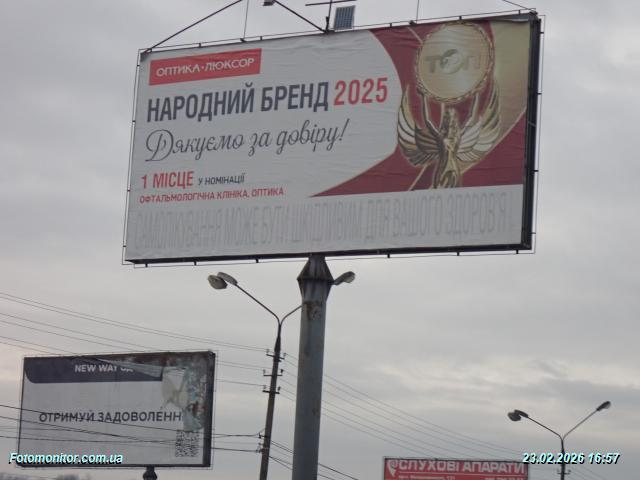 ОПТИКА•ЛЮКСОР
НАРОДНИЙ БРЕНД 2025
Дякуємо за довіру!
1 МІСЦЕ У НОМІНАЦІЇ
ОФТАЛЬМОЛОГІЧНА КЛІНІКА, ОПТИКА
САМОЛІКУВАННЯ МОЖЕ БУТИ ШКІДЛИВИМ ДЛЯ ВАШОГО ЗДОРОВ'Я
ТОП
NEW WAY
ОТРИМУЙ ЗАДОВОЛЕНН
СЛУХОВІ АПАРАТИ
Fotomonitor.com.ua
23.02.2026 16:57